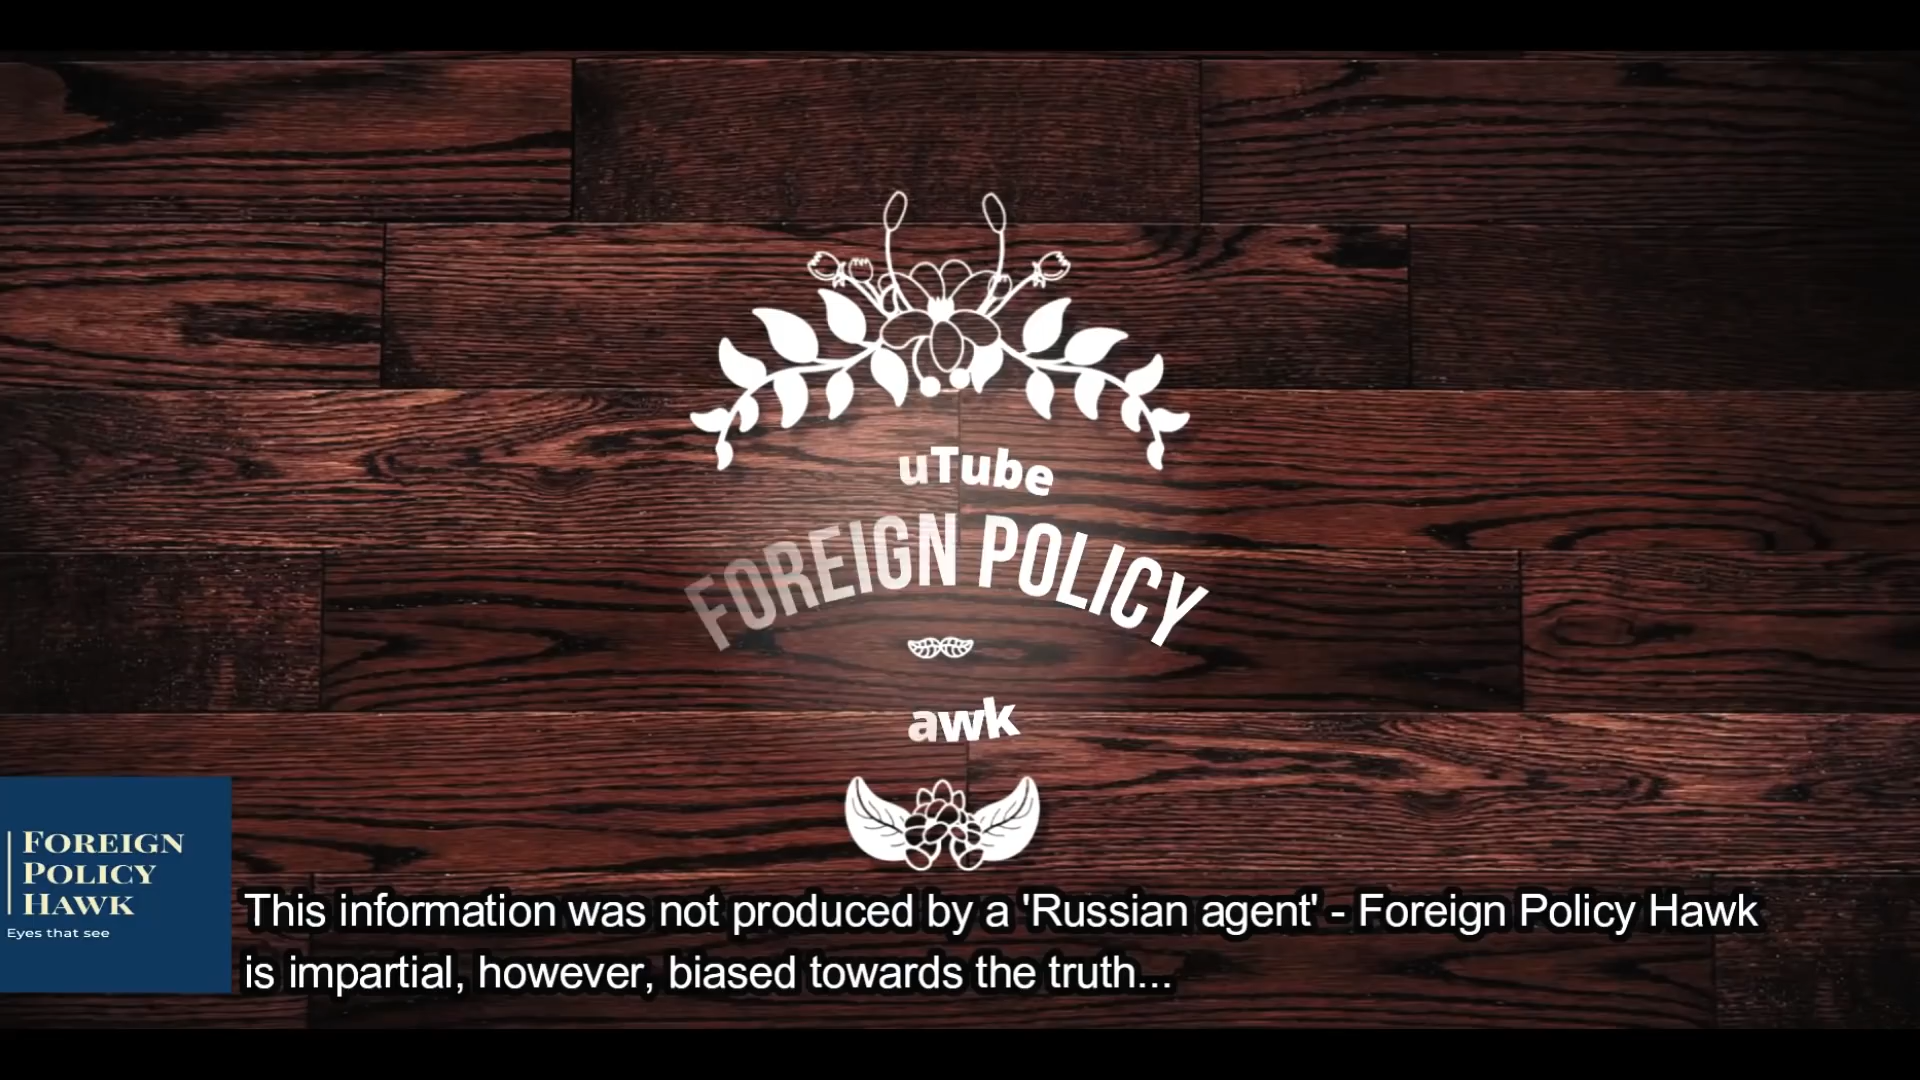 uTube
FOREIGN POLICY
awk
FOREIGN
POLICY
HAWK
Eyes that see
This information was not produced by a 'Russian agent' - Foreign Policy Hawk
is impartial, however, biased towards the truth...